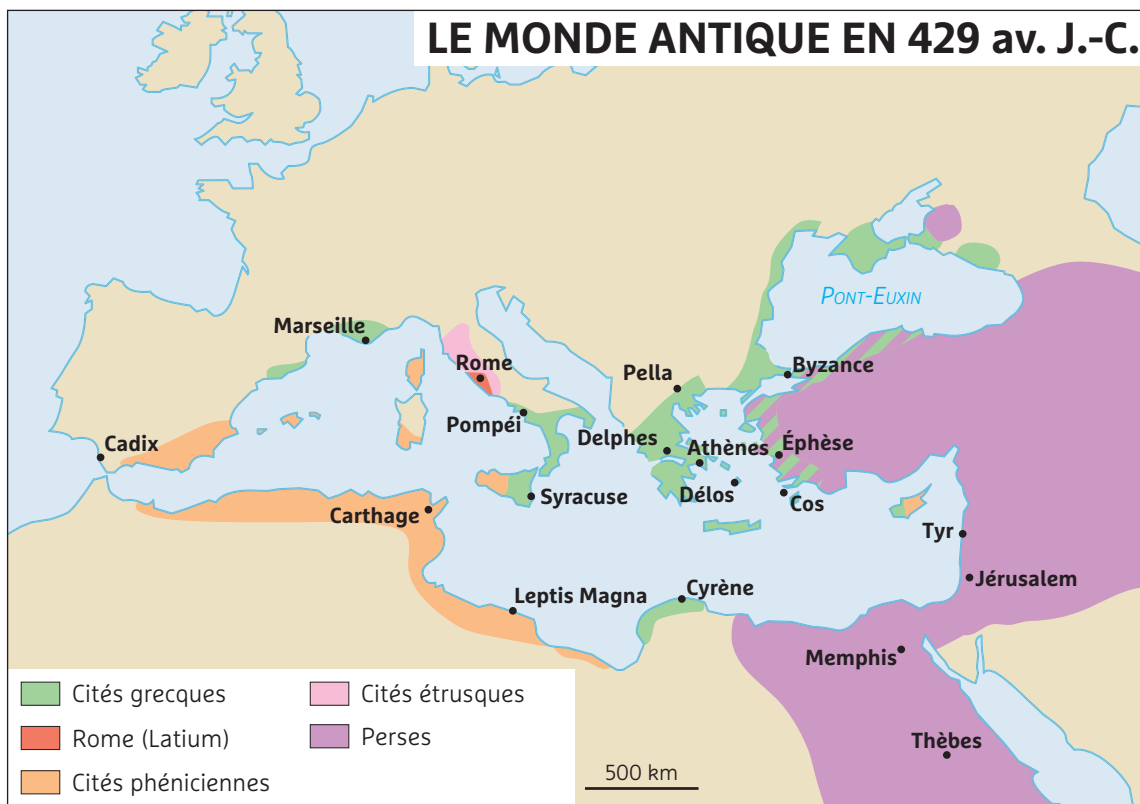 LE MONDE ANTIQUE EN 429 av. J.-C.
PONT-EUXIN
Marseille
Rome
Pella
Byzance
Pompéi
Cadix
Delphes
Athènes
Éphèse
Syracuse
Délos
Cos
Carthage
Tyr
Jérusalem
Leptis Magna
Cyrène
Memphis
Thèbes
Cités grecques
Rome (Latium)
Cités phéniciennes
Cités étrusques
Perses
500 km